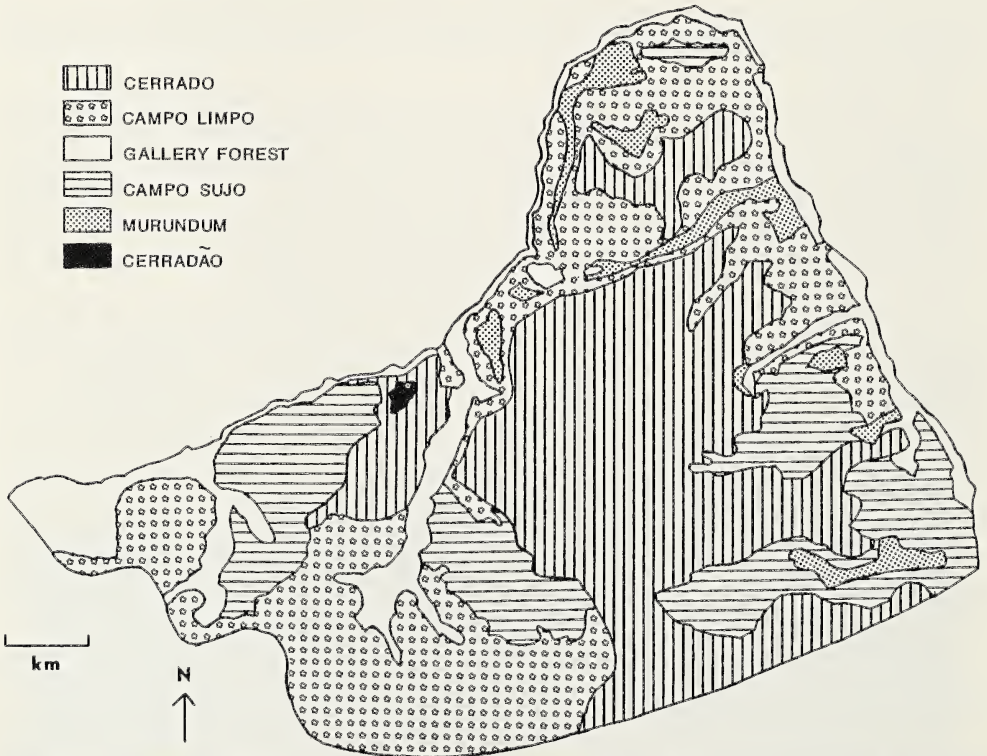 CERRADO
CAMPO LIMPO
GALLERY FOREST
CAMPO SUJO
MURUNDUM
CERRADÃO
km
N